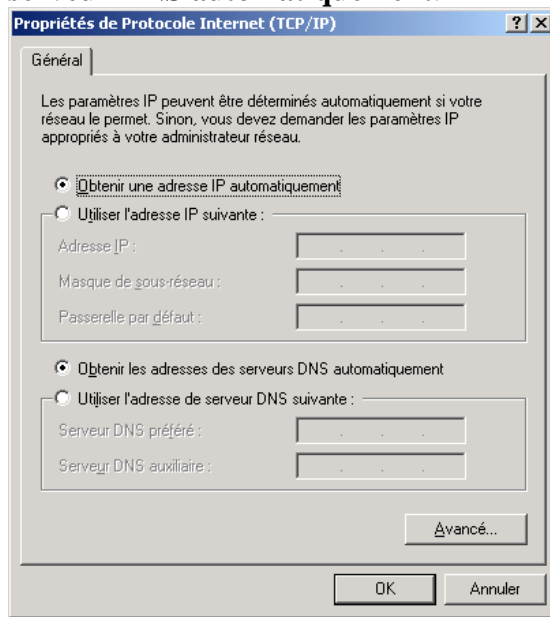 serveur DNS automatiquement.
Propriétés de Protocole Internet (TCP/IP)
Général
Les paramètres IP peuvent être déterminés automatiquement si votre
réseau le permet. Sinon, vous devez demander les paramètres IP
appropriés à votre administrateur réseau.
Obtenir une adresse IP automatiquement
Utiliser l'adresse IP suivante :
Adresse IP :
Masque de sous-réseau :
Passerelle par défaut :
Obtenir les adresses des serveurs DNS automatiquement
Utiliser l'adresse de serveur DNS suivante :
Serveur DNS préféré :
Serveur DNS auxiliaire :
Avancé...
OK Annuler